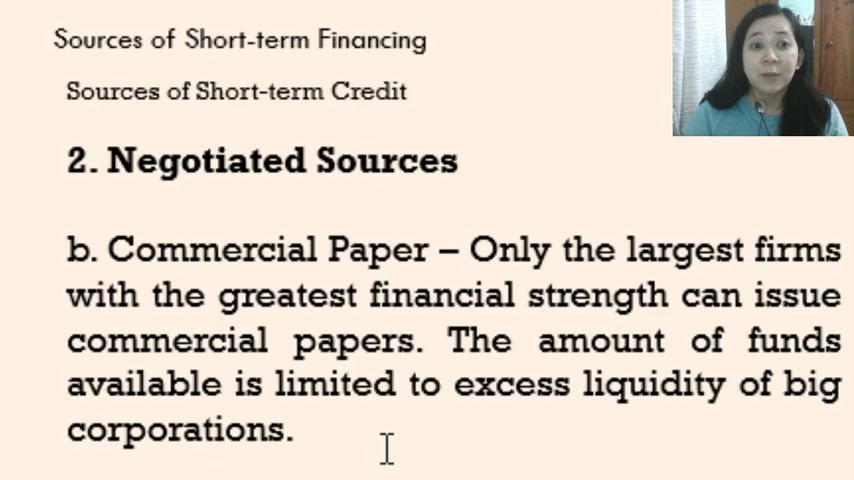 Sources of Short-term Financing
Sources of Short-term Credit
2. Negotiated Sources
b. Commercial Paper – Only the largest firms
with the greatest financial strength can issue
commercial papers. The amount of funds
available is limited to excess liquidity of big
corporations.